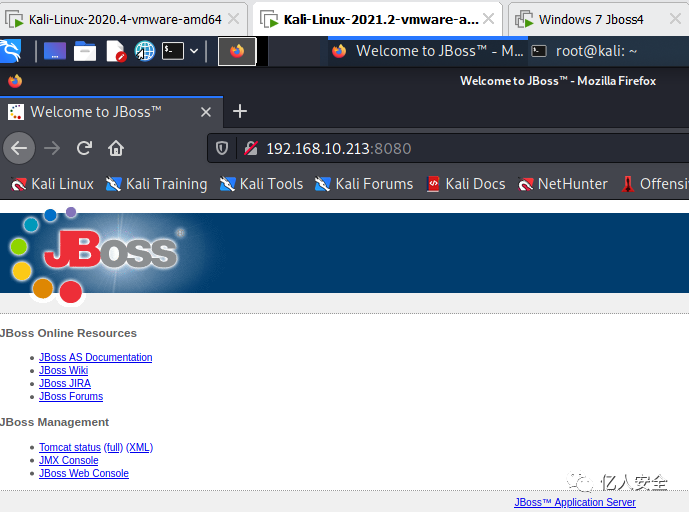 Kali-Linux-2020.4-vmware-amd64
Kali-Linux-2021.2-vmware-a...
Windows 7 Jboss4
Welcome to JBoss™ - M...
root@kali: ~
Welcome to JBoss™ - Mozilla Firefox
Welcome to JBoss™
192.168.10.213:8080
Kali Linux
Kali Training
Kali Tools
Kali Forums
Kali Docs
NetHunter
Offensi
JBoss
JBoss Online Resources
JBoss AS Documentation
JBoss Wiki
JBoss JIRA
JBoss Forums
JBoss Management
Tomcat status (full) (XML)
JMX Console
JBoss Web Console
亿人安全
JBoss™ Application Server